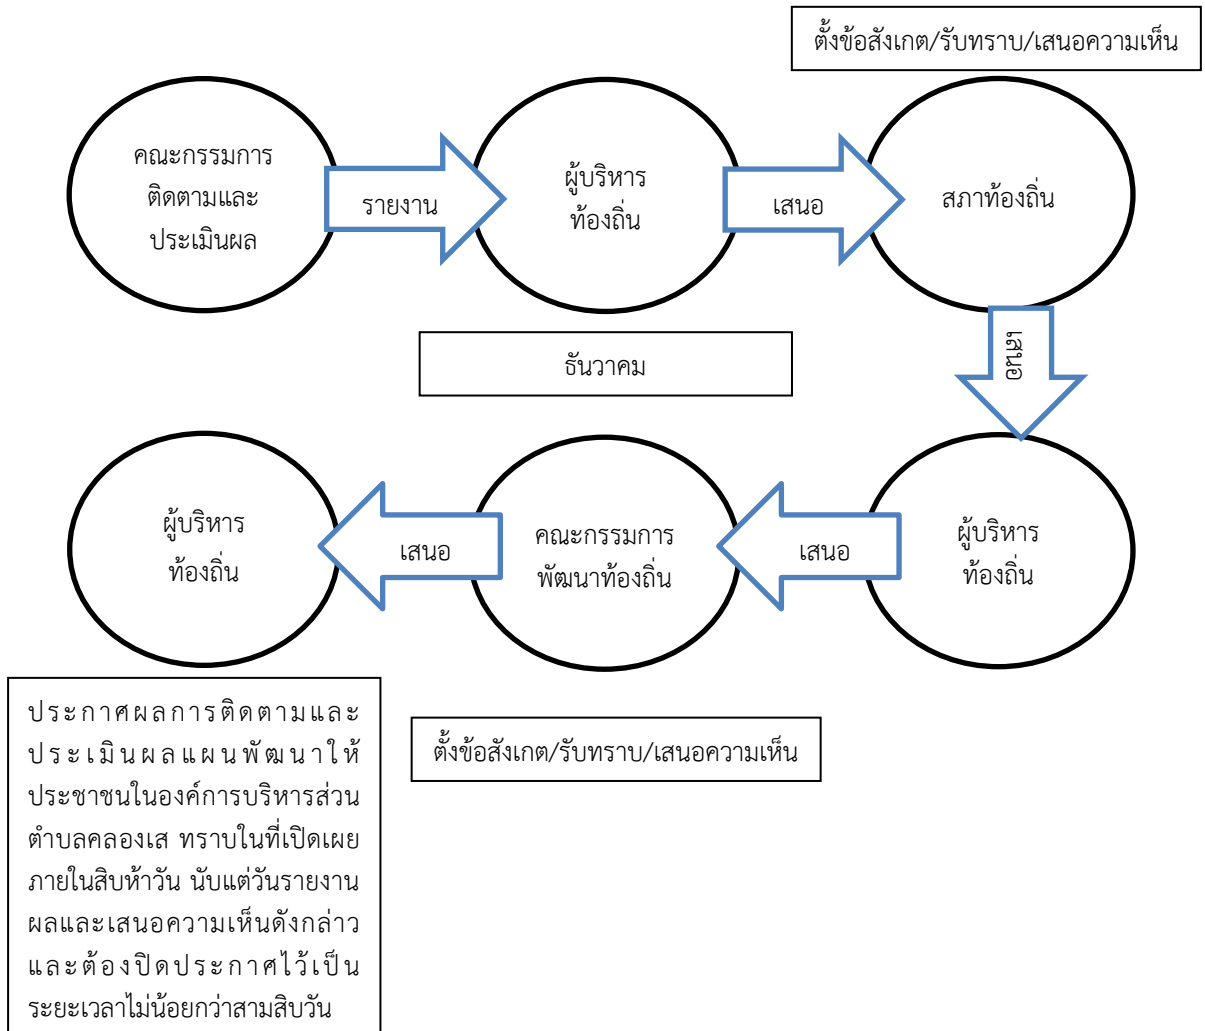 ตั้งข้อสังเกต/รับทราบ/เสนอความเห็น
คณะกรรมการ
ติดตามและ
ประเมินผล
รายงาน
ผู้บริหาร
ท้องถิ่น
เสนอ
สภาท้องถิ่น
เสนอ
ธันวาคม
ผู้บริหาร
ท้องถิ่น
เสนอ
คณะกรรมการ
พัฒนาท้องถิ่น
เสนอ
ผู้บริหาร
ท้องถิ่น
ประกาศผลการติดตามและ
ประเมินผลแผนพัฒนาให้
ประชาชนในองค์การบริหารส่วน
ตำบลคลองเส ทราบในที่เปิดเผย
ภายในสิบห้าวัน นับแต่วันรายงาน
ผลและเสนอความเห็นดังกล่าว
และต้องปิดประกาศไว้เป็น
ระยะเวลาไม่น้อยกว่าสามสิบวัน
ตั้งข้อสังเกต/รับทราบ/เสนอความเห็น